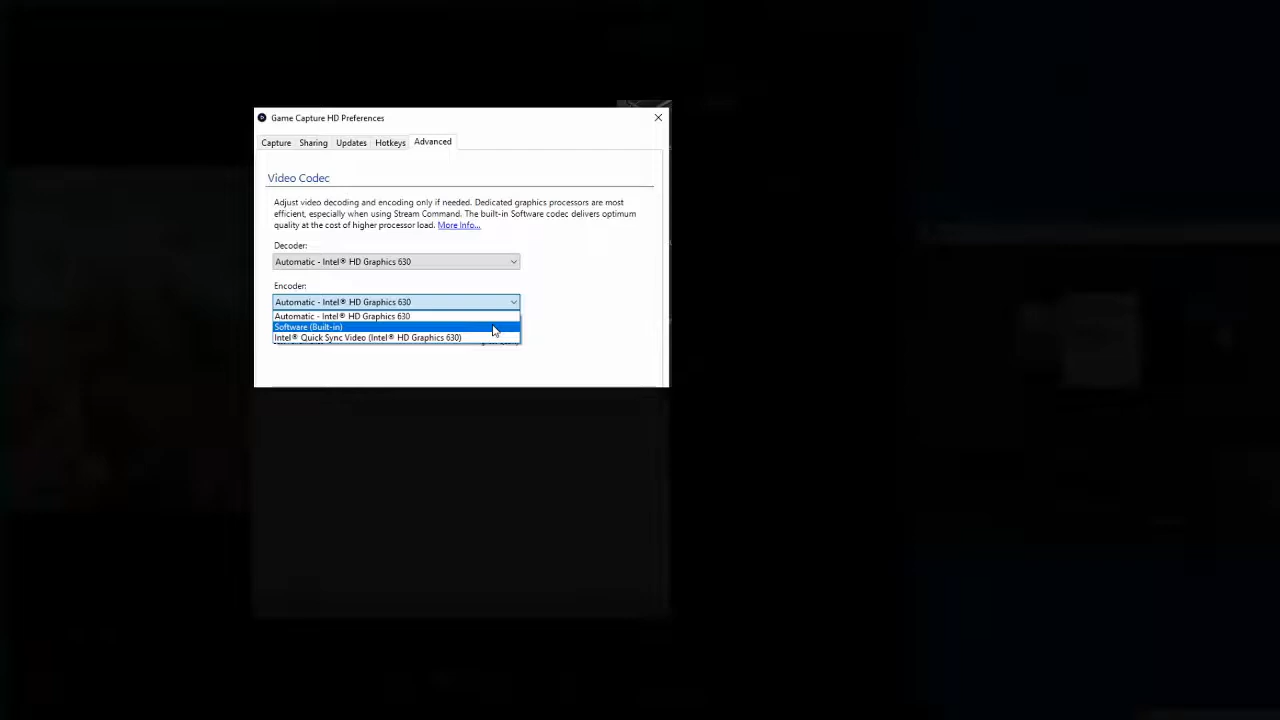 Game Capture HD Preferences
Capture Sharing Updates Hotkeys Advanced
Video Codec
Adjust video decoding and encoding only if needed. Dedicated graphics processors are most
efficient, especially when using Stream Command. The built-in Software codec delivers optimum
quality at the cost of higher processor load. More Info...
Decoder:
Automatic - Intel® HD Graphics 630
Encoder:
Automatic - Intel® HD Graphics 630
Automatic - Intel® HD Graphics 630
Software (Built-in)
Intel® Quick Sync Video (Intel® HD Graphics 630)